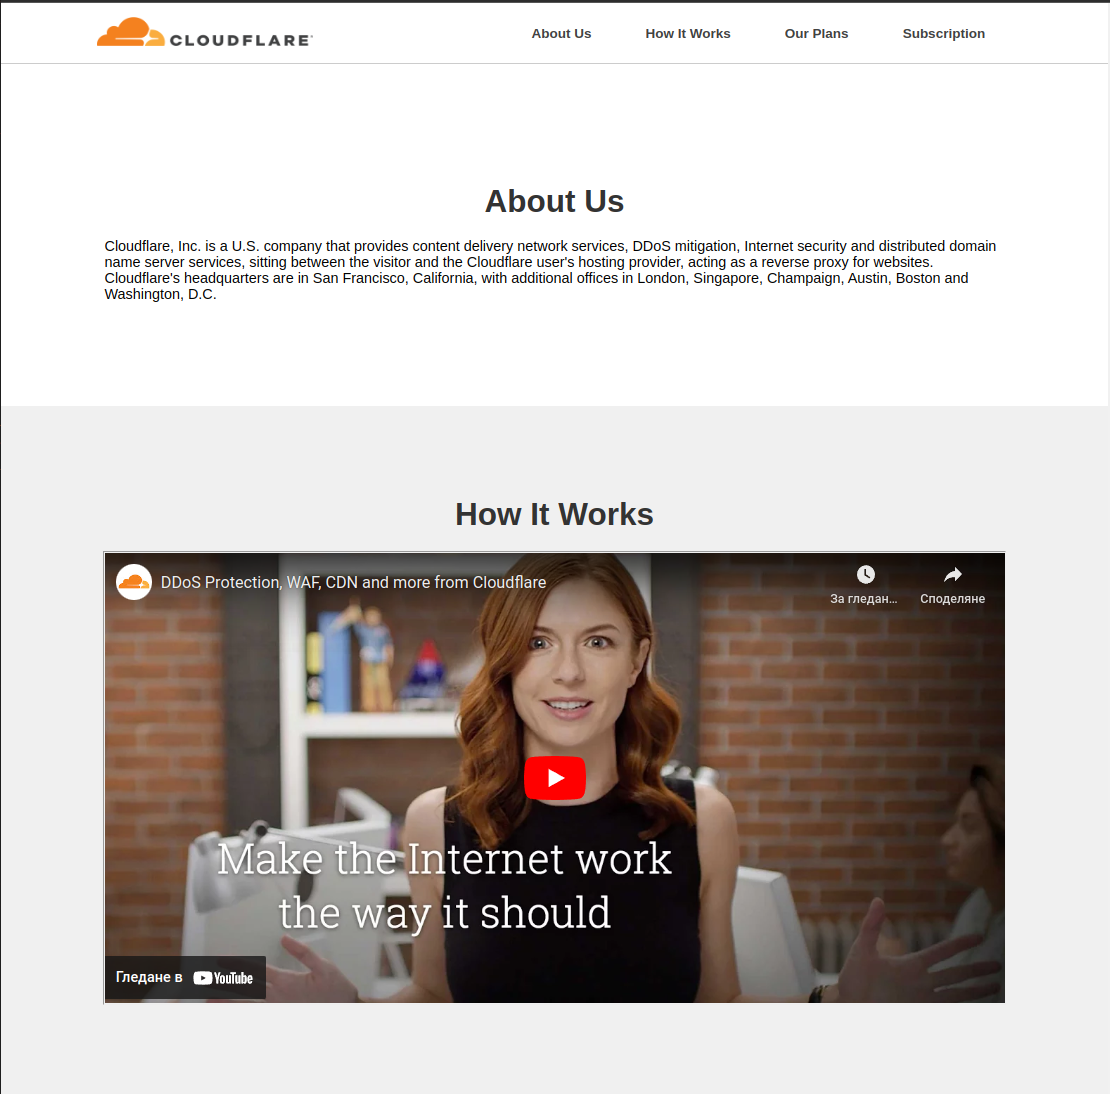 CLOUDFLARE
About Us
How It Works
Our Plans
Subscription
About Us
Cloudflare, Inc. is a U.S. company that provides content delivery network services, DDoS mitigation, Internet security and distributed domain
name server services, sitting between the visitor and the Cloudflare user's hosting provider, acting as a reverse proxy for websites.
Cloudflare's headquarters are in San Francisco, California, with additional offices in London, Singapore, Champaign, Austin, Boston and
Washington, D.C.
How It Works
DDoS Protection, WAF, CDN and more from Cloudflare
За гледан...
Споделяне
Make the Internet work
the way it should
Гледане в YouTube